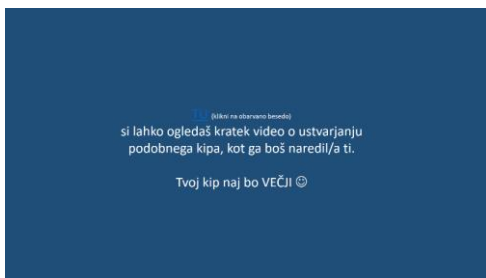 TU (klikni na obarvano besedo)
si lahko ogledaš kratek video o ustvarjanju
podobnega kipa, kot ga boš naredil/a ti.
Tvoj kip naj bo VEČJI ☺